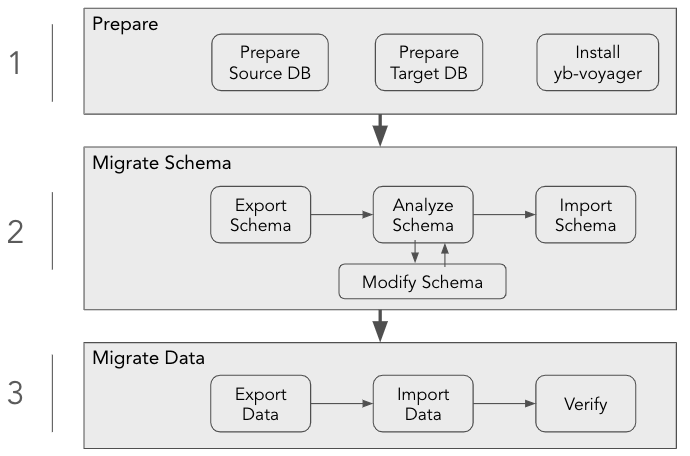 1
Prepare
Prepare
Source DB
Prepare
Target DB
Install
yb-voyager
2
Migrate Schema
Export
Schema
Analyze
Schema
Import
Schema
Modify Schema
3
Migrate Data
Export
Data
Import
Data
Verify